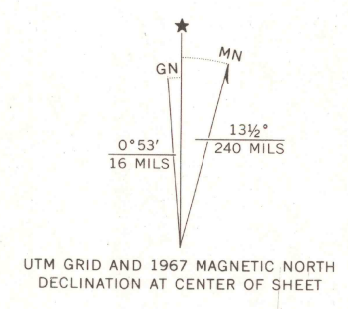 MN
GN
0°53'
16 MILS
13½°
240 MILS
UTM GRID AND 1967 MAGNETIC NORTH
DECLINATION AT CENTER OF SHEET